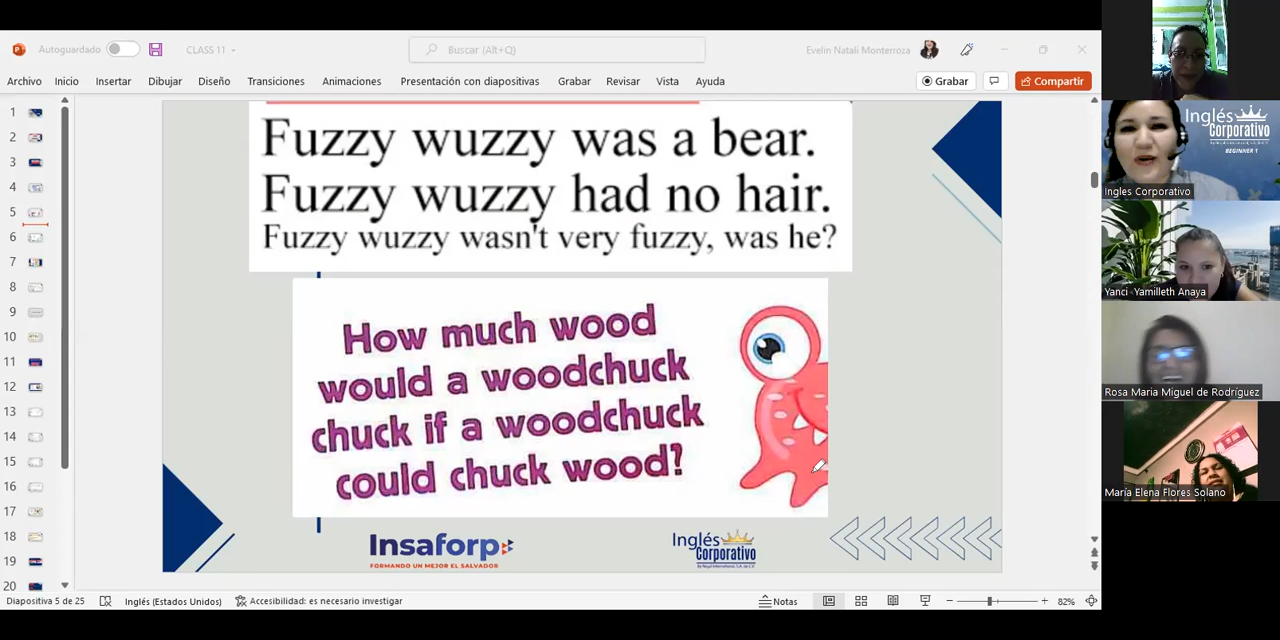 Autoguardado
CLASS 11
Buscar (Alt+Q)
Evelin Natali Monterroza
Archivo Inicio Insertar Dibujar Diseño Transiciones Animaciones Presentación con diapositivas Grabar Revisar Vista Ayuda
Grabar
Compartir
1
2
3
4
5
6
7
8
9
10
11
12
13
14
15
16
17
18
19
20
Fuzzy wuzzy was a bear.
Fuzzy wuzzy had no hair.
Fuzzy wuzzy wasn't very fuzzy, was he?
How much wood
would a woodchuck
chuck if a woodchuck
could chuck wood?
Insaforp
FORMANDO UN MEJOR EL SALVADOR
Inglés
Corporativo
Diapositiva 5 de 25
Inglés (Estados Unidos)
Accesibilidad: es necesario investigar
Notas
82%
Inglés
Corporativo
BEGINNER 1
Ingles Corporativo
Yanci Yamilleth Anaya
Rosa Maria Miguel de Rodríguez
María Elena Flores Solano